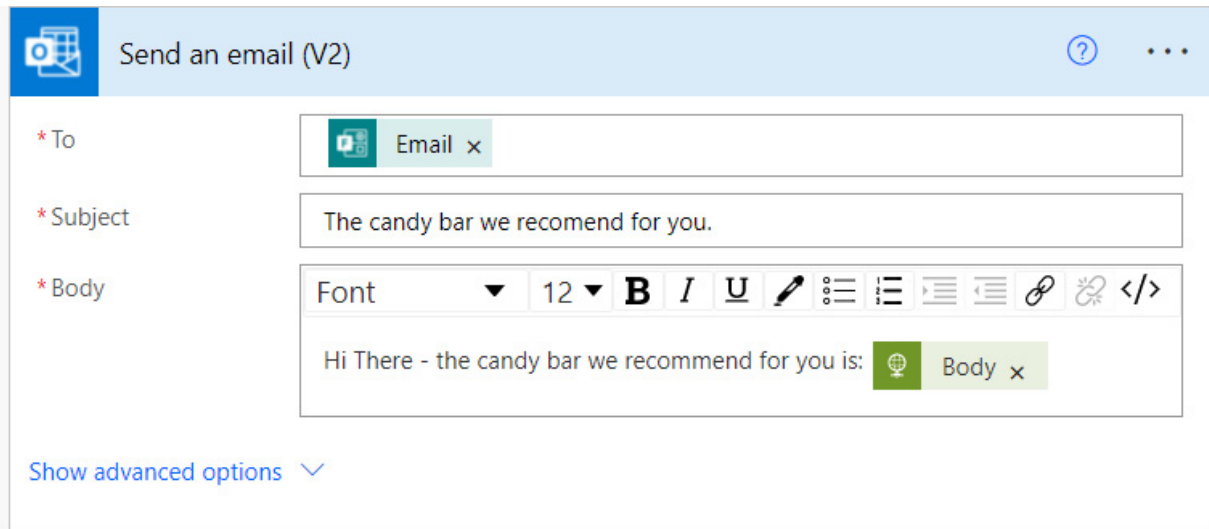 Send an email (V2)
* To
Email ×
* Subject
The candy bar we recomend for you.
* Body
Font 12 B I U </>
Hi There - the candy bar we recommend for you is: Body ×
Show advanced options